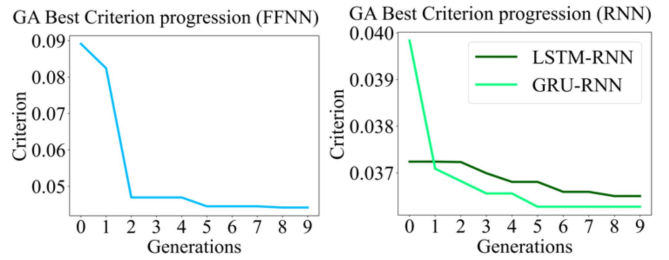 GA Best Criterion progression (FFNN)
0.09
0.08
0.07
0.06
0.05
Criterion
0 1 2 3 4 5 6 7 8 9
Generations
GA Best Criterion progression (RNN)
0.040
0.039
0.038
0.037
Criterion
LSTM-RNN
GRU-RNN
0 1 2 3 4 5 6 7 8 9
Generations